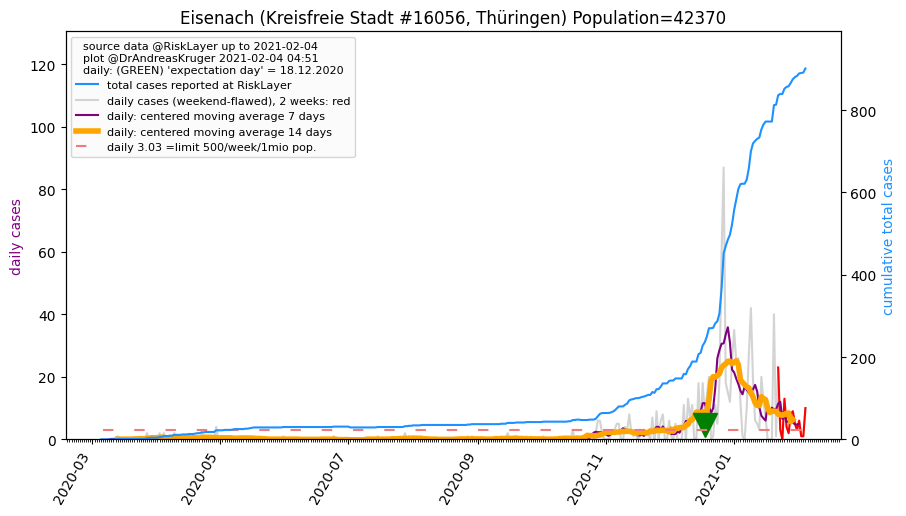 Eisenach (Kreisfreie Stadt #16056, Thüringen) Population=42370
source data @RiskLayer up to 2021-02-04
plot @DrAndreasKruger 2021-02-04 04:51
daily: (GREEN) 'expectation day' = 18.12.2020
total cases reported at RiskLayer
daily cases (weekend-flawed), 2 weeks: red
daily: centered moving average 7 days
daily: centered moving average 14 days
daily 3.03 =limit 500/week/1mio pop.
daily cases
120
100
80
60
40
20
0
cumulative total cases
800
600
400
200
0
2020-03
2020-05
2020-07
2020-09
2020-11
2021-01